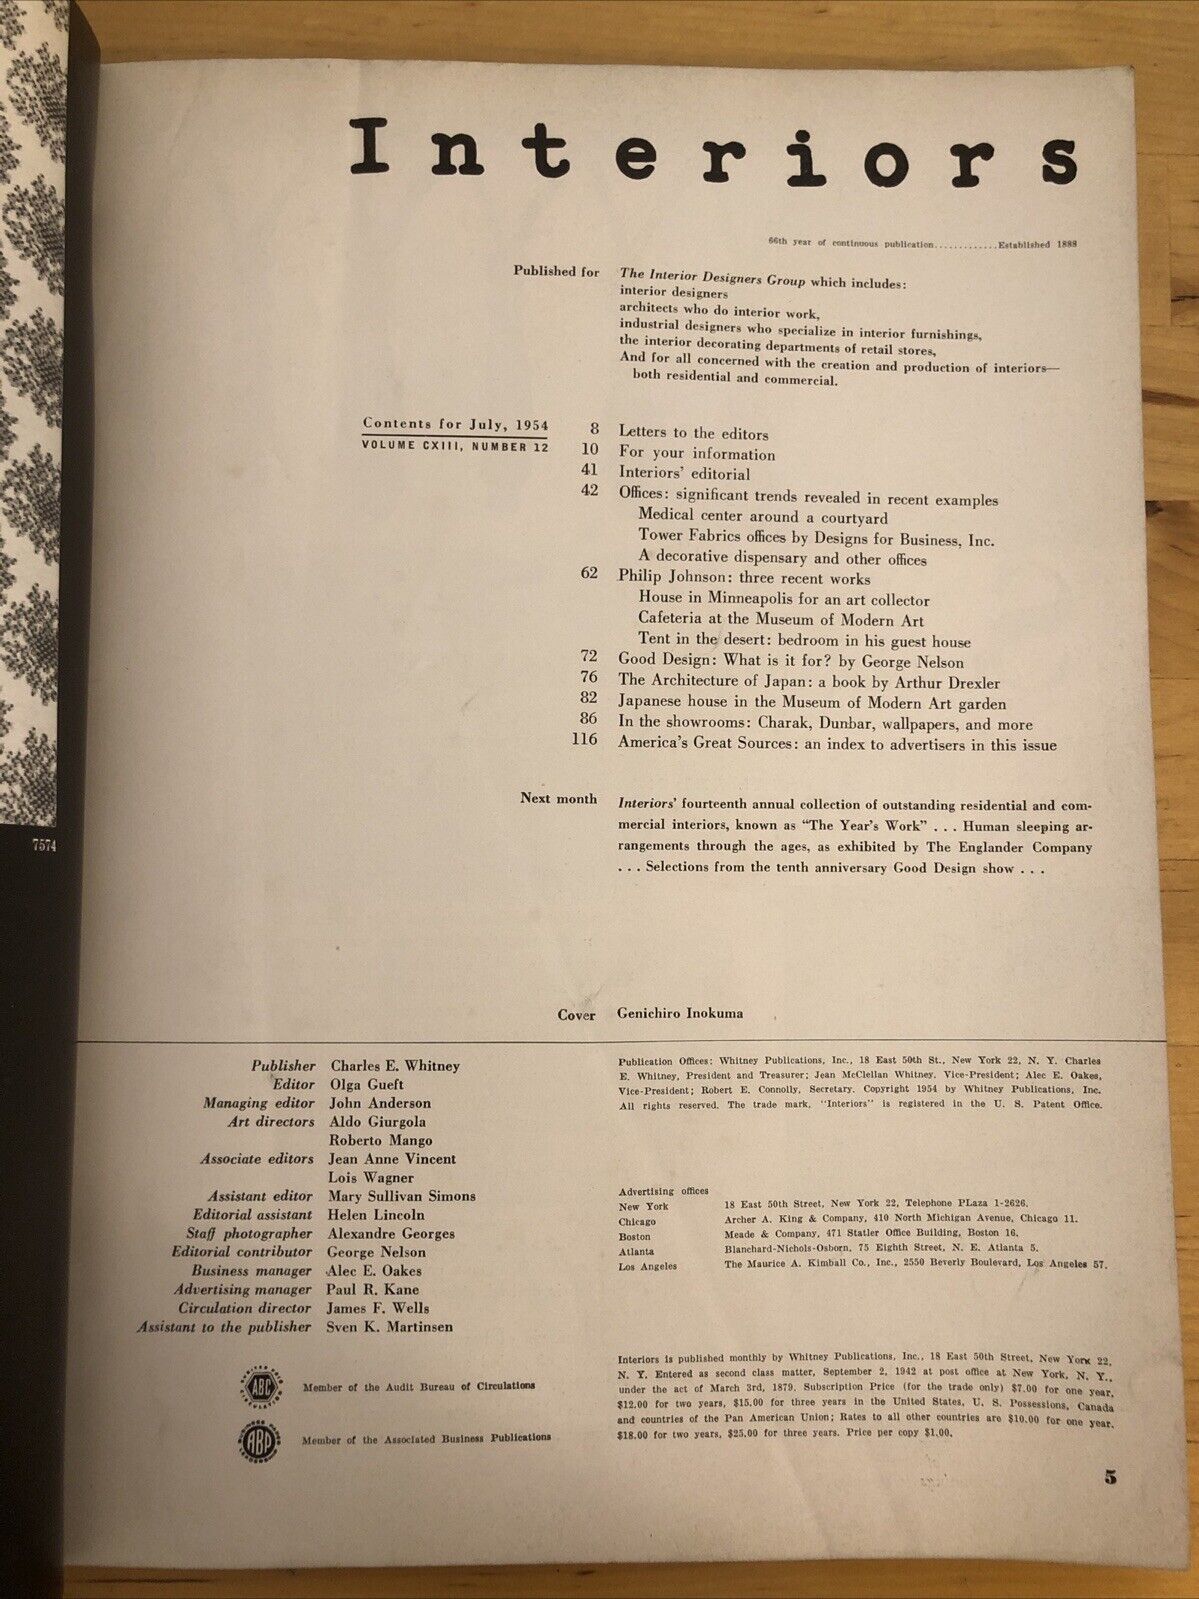 Interiors
66th year of continuous publication.............Established 1888
Published for The Interior Designers Group which includes:
interior designers
architects who do interior work,
industrial designers who specialize in interior furnishings,
the interior decorating departments of retail stores,
And for all concerned with the creation and production of interiors—
both residential and commercial.
Contents for July, 1954
VOLUME CXIII, NUMBER 12
8 Letters to the editors
10 For your information
41 Interiors' editorial
42 Offices: significant trends revealed in recent examples
Medical center around a courtyard
Tower Fabrics offices by Designs for Business, Inc.
A decorative dispensary and other offices
62 Philip Johnson: three recent works
House in Minneapolis for an art collector
Cafeteria at the Museum of Modern Art
Tent in the desert: bedroom in his guest house
72 Good Design: What is it for? by George Nelson
76 The Architecture of Japan: a book by Arthur Drexler
82 Japanese house in the Museum of Modern Art garden
86 In the showrooms: Charak, Dunbar, wallpapers, and more
116 America's Great Sources: an index to advertisers in this issue
Next month Interiors' fourteenth annual collection of outstanding residential and com-
mercial interiors, known as "The Year's Work" . . . Human sleeping ar-
rangements through the ages, as exhibited by The Englander Company
. . . Selections from the tenth anniversary Good Design show . . .
7574
Cover Genichiro Inokuma
Publisher Charles E. Whitney
Editor Olga Gueft
Managing editor John Anderson
Art directors Aldo Giurgola
Roberto Mango
Associate editors Jean Anne Vincent
Lois Wagner
Assistant editor Mary Sullivan Simons
Editorial assistant Helen Lincoln
Staff photographer Alexandre Georges
Editorial contributor George Nelson
Business manager Alec E. Oakes
Advertising manager Paul R. Kane
Circulation director James F. Wells
Assistant to the publisher Sven K. Martinsen
ABC
Member of the Audit Bureau of Circulations
ABP
Member of the Associated Business Publications
Publication Offices: Whitney Publications, Inc., 18 East 50th St., New York 22, N. Y. Charles
E. Whitney, President and Treasurer; Jean McClellan Whitney, Vice-President; Alec E. Oakes,
Vice-President; Robert E. Connolly, Secretary. Copyright 1954 by Whitney Publications, Inc.
All rights reserved. The trade mark, "Interiors" is registered in the U. S. Patent Office.
Advertising offices
New York 18 East 50th Street, New York 22, Telephone PLaza 1-2626.
Chicago Archer A. King & Company, 410 North Michigan Avenue, Chicago 11.
Boston Meade & Company, 471 Statler Office Building, Boston 16.
Atlanta Blanchard-Nichols-Osborn, 75 Eighth Street, N. E. Atlanta 5.
Los Angeles The Maurice A. Kimball Co., Inc., 2550 Beverly Boulevard, Los Angeles 57.
Interiors is published monthly by Whitney Publications, Inc., 18 East 50th Street, New York 22,
N. Y. Entered as second class matter, September 2, 1942 at post office at New York, N. Y.,
under the act of March 3rd, 1879. Subscription Price (for the trade only) $7.00 for one year,
$12.00 for two years, $15.00 for three years in the United States, U. S. Possessions, Canada
and countries of the Pan American Union; Rates to all other countries are $10.00 for one year,
$18.00 for two years, $25.00 for three years. Price per copy $1.00.
5